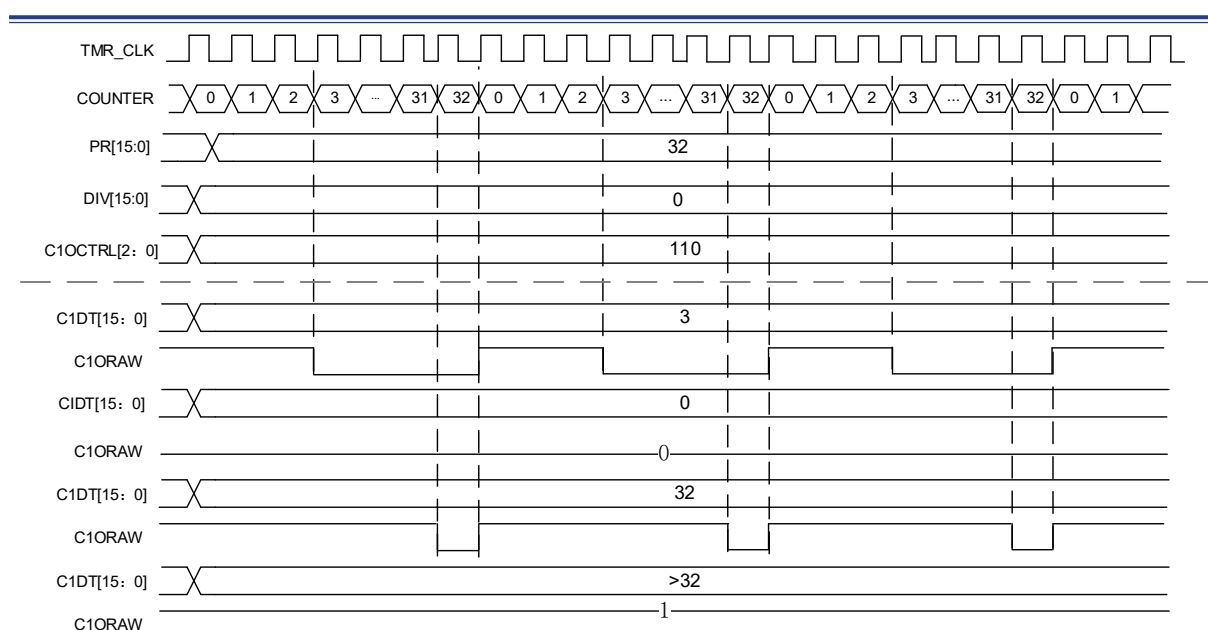 TMR_CLK
COUNTER 0 1 2 3 ... 31 32 0 1 2 3 ... 31 32 0 1 2 3 ... 31 32 0 1
PR[15:0] 32
DIV[15:0] 0
C1OCTRL[2：0] 110
C1DT[15：0] 3
C1ORAW
CIDT[15：0] 0
C1ORAW 0
C1DT[15：0] 32
C1ORAW
C1DT[15：0] >32
C1ORAW 1